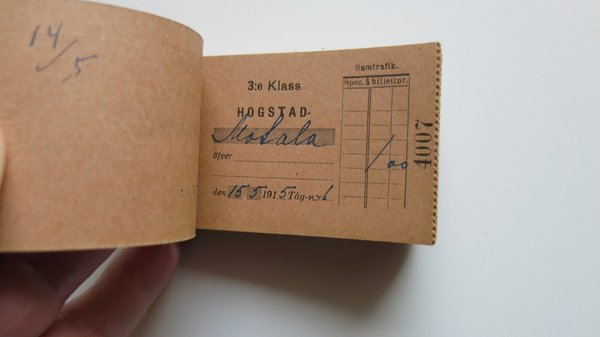 14/5
3:e Klass
HOGSTAD-
Motala
öfver
den 15 5 1915 Tåg-n:r 6
Samtrafik.
Spec. å biljettpr.
1 00
4007